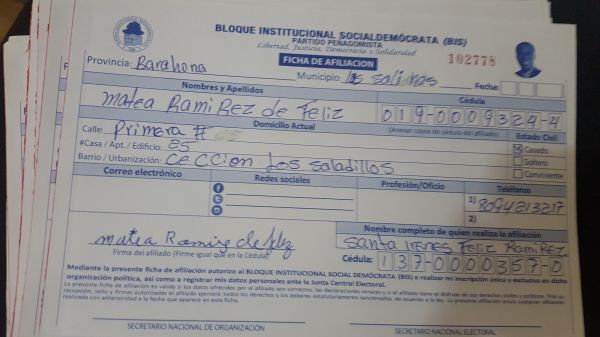 BLOQUE INSTITUCIONAL SOCIALDEMÓCRATA (BIS)
PARTIDO PEÑAGOMISTA
Libertad, Justicia, Democracia y Solidaridad
FICHA DE AFILIACION
102778
Provincia: Barahona
Municipio: las salinas
Fecha:
Nombres y Apellidos
Cédula
matea RamiRez de Feliz
019-0009324-4
Domicilio Actual
(Anexar copia de cédula del afiliado)
Estado Civil
Calle: Primera #
#Casa / Apt. / Edificio: 85
Casado
Soltero
Barrio / Urbanización: Ceccion Los saladillos
Conviviente
Correo electrónico
Redes sociales
Profesión/Oficio
Teléfonos
1) 8094213217
2)
Nombre completo de quien realiza la afiliación
Santa Irenes Feliz RamiREZ
matea Ramirez de feliz
Firma del afiliado (Firme igual que en la Cédula)
Cédula: 137-0000357-0
Mediante la presente ficha de afiliación autorizo al BLOQUE INSTITUCIONAL SOCIAL DEMÓCRATA (BIS) a realizar mi inscripción única y exclusivo en dicha
organización política, así como a registrar mis datos personales ante la Junta Central Electoral.
SECRETARIO NACIONAL DE ORGANIZACIÓN
SECRETARIO NACIONAL ELECTORAL